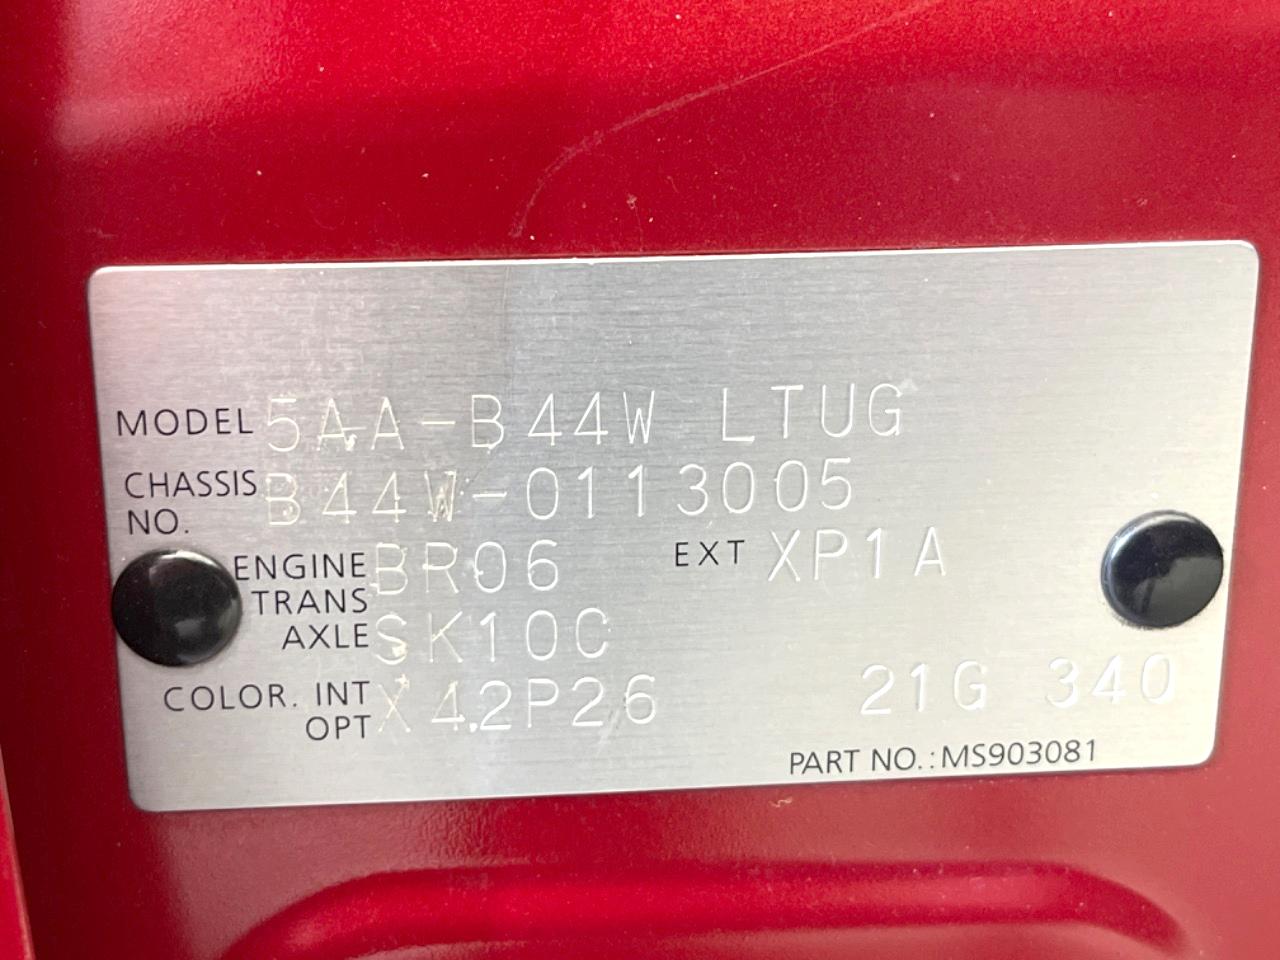 MODEL 5AA-B44W LTUG
CHASSIS NO. B44W-0113005
ENGINE BR06 EXT XP1A
TRANS AXLE SK10C
COLOR. INT OPT X42P26 21G 340
PART NO.: MS903081